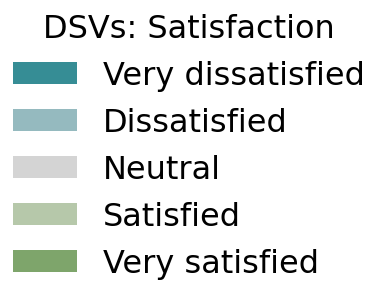 DSVs: Satisfaction
Very dissatisfied
Dissatisfied
Neutral
Satisfied
Very satisfied